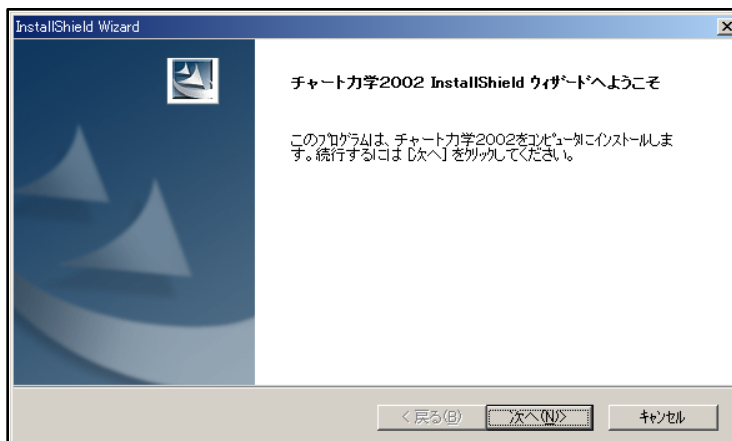 InstallShield Wizard
チャート力学2002 InstallShield ウィザードへようこそ
このプログラムは、チャート力学2002をコンピュータにインストールしま
す。続行するには [次へ] をクリックしてください。
< 戻る(B)
次へ(N)>
キャンセル